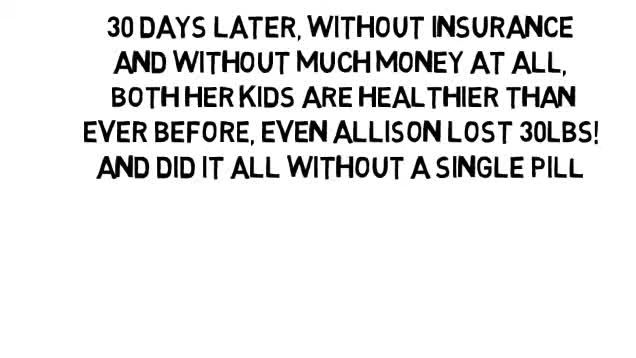 30 DAYS LATER, WITHOUT INSURANCE
AND WITHOUT MUCH MONEY AT ALL,
BOTH HER KIDS ARE HEALTHIER THAN
EVER BEFORE, EVEN ALLISON LOST 30LBS!
AND DID IT ALL WITHOUT A SINGLE PILL